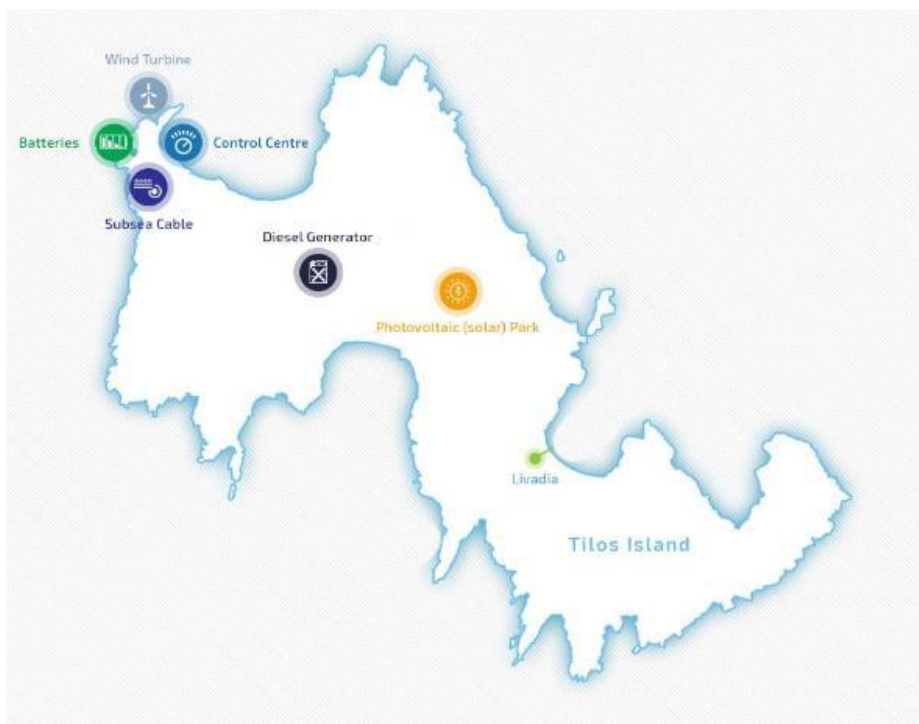 Wind Turbine
Batteries
Control Centre
Subsea Cable
Diesel Generator
Photovoltaic (solar) Park
Livadia
Tilos Island